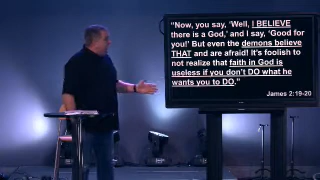 “Now, you say, ‘Well, I BELIEVE
there is a God,’ and I say, ‘Good for
you!’ But even the demons believe
THAT and are afraid! It’s foolish to
not realize that faith in God is
useless if you don’t DO what he
wants you to DO.”
James 2:19-20